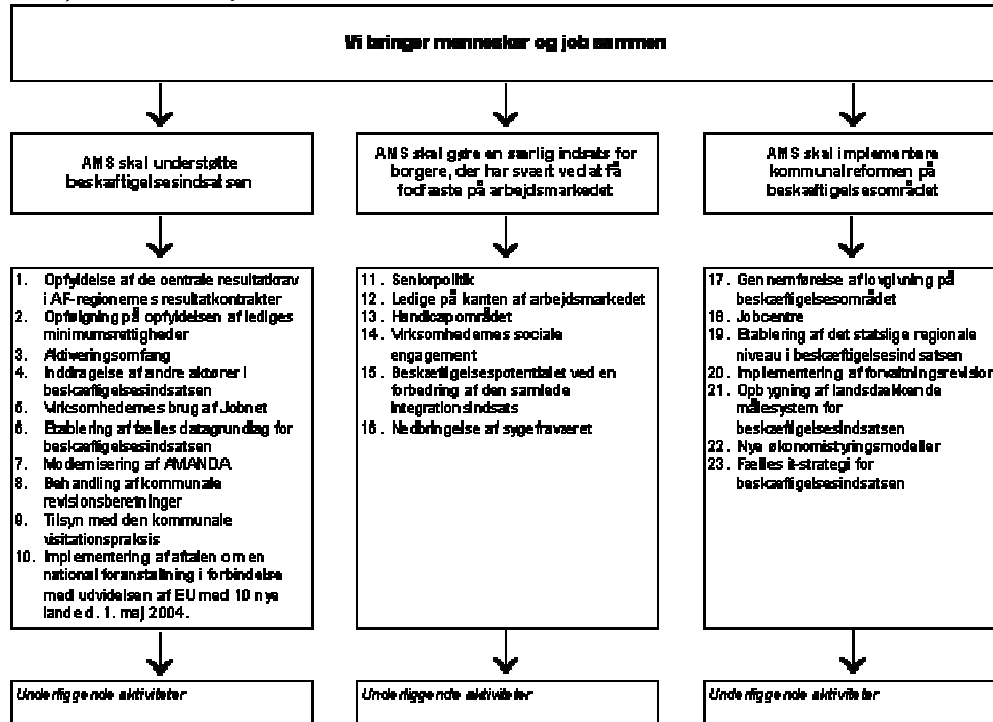 Vi bringer mennesker og job sammen
AMS skal understøtte
beskæftigelsesindsatsen
AMS skal gøre en særlig indsats for
borgere, der har svært ved at få
fodfæste på arbejdsmarkedet
AMS skal implementere
kommunalreformen på
beskæftigelsesområdet
1. Opfyldelse af de centrale resultatkrav
i AF-regionernes resultatkontrakter
2. Opfølgning på opfyldelsen af lediges
minimumsrettigheder
3. Aktiveringsomfang
4. Inddragelse af andre aktører i
beskæftigelsesindsatsen
5. Virksomhedernes brug af Jobnet
6. Etablering af fælles datagrundlag for
beskæftigelsesindsatsen
7. Modernisering af AMANDA
8. Behandling af kommunale
revisionsberetninger
9. Tilsyn med den kommunale
visitationspraksis
10. Implementering af aftalen om en
national foranstaltning i forbindelse
med udvidelsen af EU med 10 nye
lande d. 1. maj 2004.
11. Seniorpolitik
12. Ledige på kanten af arbejdsmarkedet
13. Handicapområdet
14. Virksomhedernes sociale
engagement
15. Beskæftigelsespotentialet ved en
forbedring af den samlede
integrationsindsats
16. Nedbringelse af sygefraværet
17. Gennemførelse af lovgivning på
beskæftigelsesområdet
18. Jobcentre
19. Etablering af det statslige regionale
niveau i beskæftigelsesindsatsen
20. Implementering af forvaltningsrevision
21. Opbygning af landsdækkende
målesystem for
beskæftigelsesindsatsen
22. Nye økonomistyringsmodeller
23. Fælles it-strategi for
beskæftigelsesindsatsen
Underliggende aktiviteter
Underliggende aktiviteter
Underliggende aktiviteter